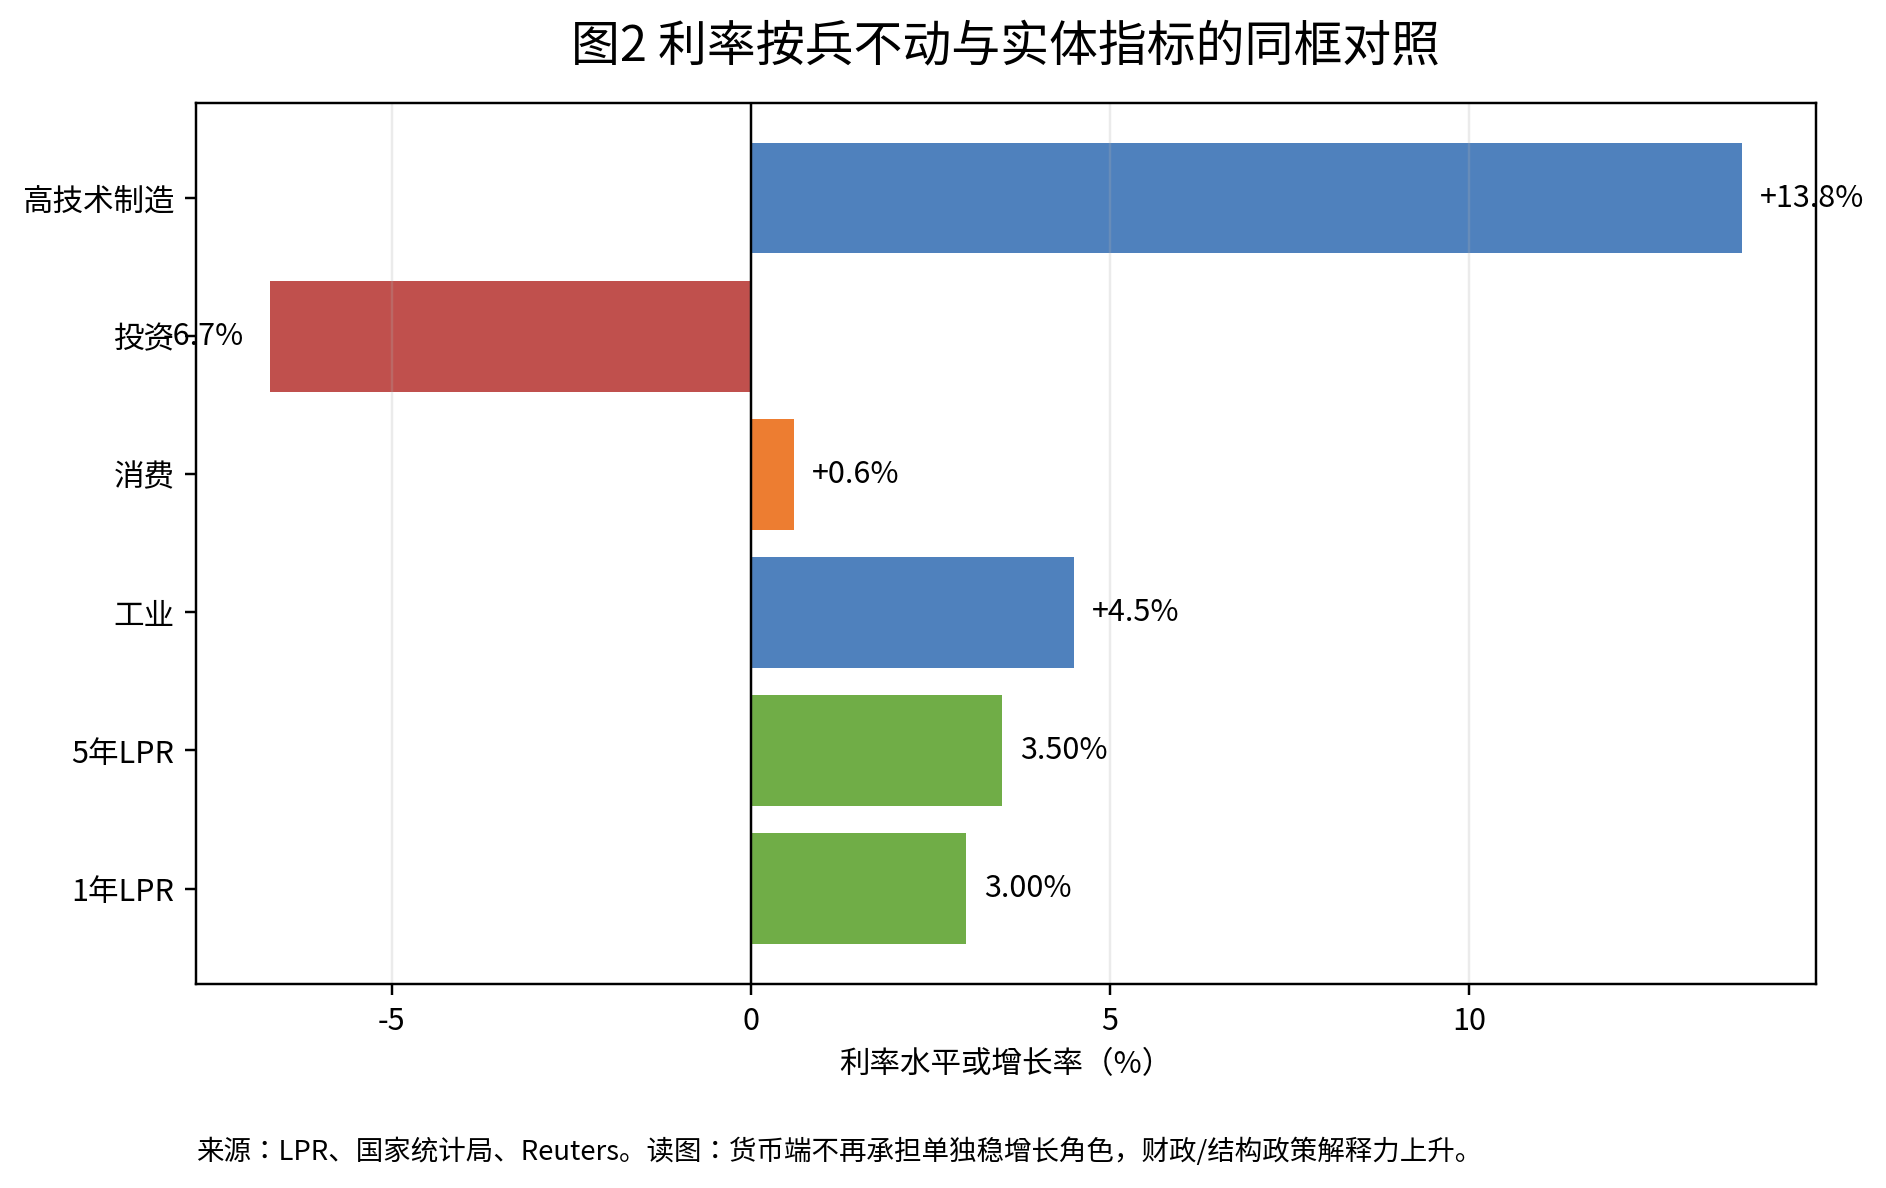 图2 利率按兵不动与实体指标的同框对照
高技术制造
+13.8%
投资
-6.7%
消费
+0.6%
工业
+4.5%
5年LPR
3.50%
1年LPR
3.00%
-5
0
5
10
利率水平或增长率（%）
来源：LPR、国家统计局、Reuters。读图：货币端不再承担单独稳增长角色，财政/结构政策解释力上升。